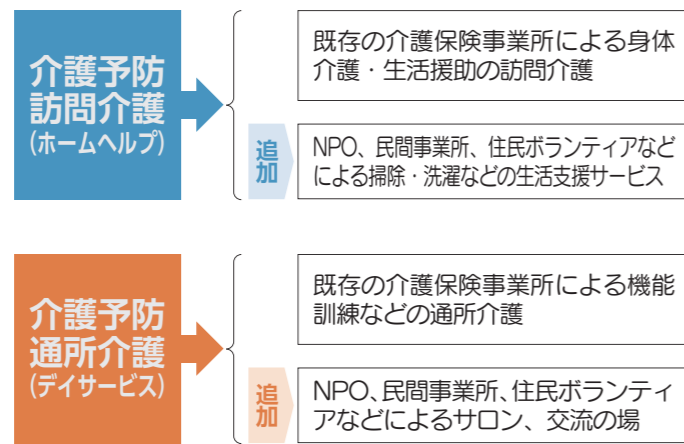 介護予防
訪問介護
(ホームヘルプ)
既存の介護保険事業所による身体
介護・生活援助の訪問介護
追加
NPO、民間事業所、住民ボランティアなど
による掃除・洗濯などの生活支援サービス
介護予防
通所介護
(デイサービス)
既存の介護保険事業所による機能
訓練などの通所介護
追加
NPO、民間事業所、住民ボランティ
アなどによるサロン、交流の場